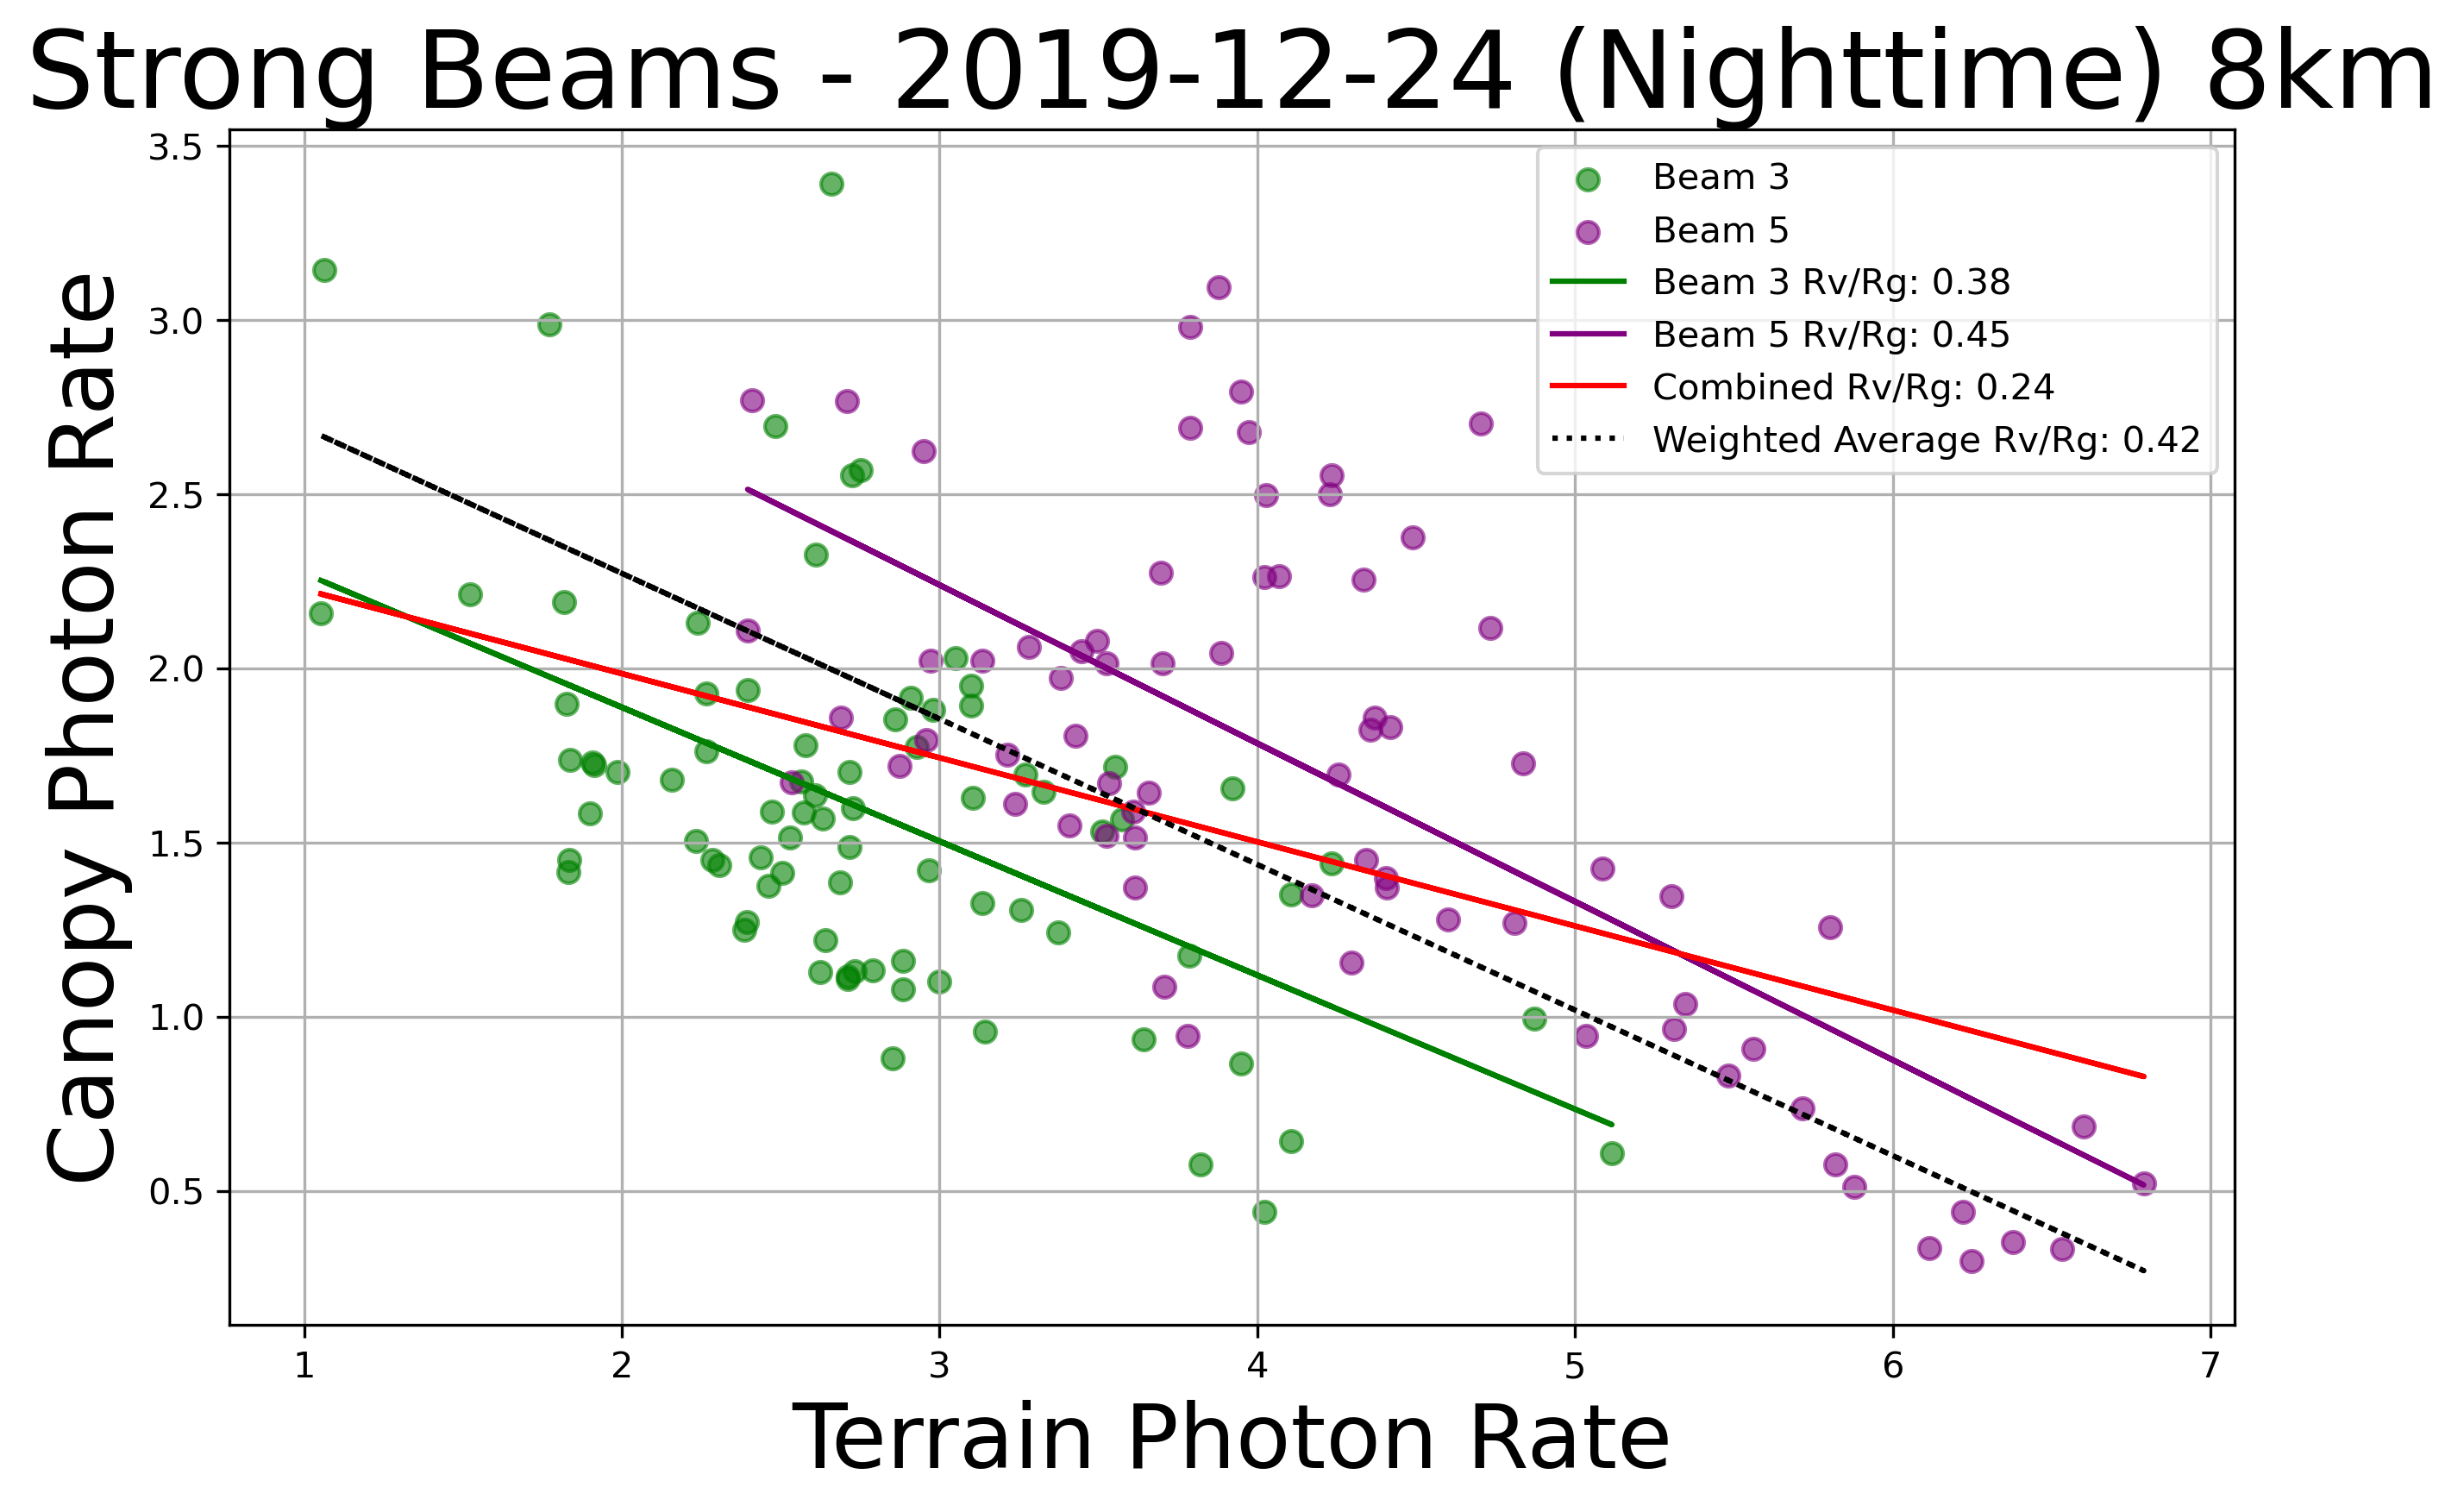 Strong Beams - 2019-12-24 (Nighttime) 8km
Canopy Photon Rate
3.5
3.0
2.5
2.0
1.5
1.0
0.5
Beam 3
Beam 5
Beam 3 Rv/Rg: 0.38
Beam 5 Rv/Rg: 0.45
Combined Rv/Rg: 0.24
Weighted Average Rv/Rg: 0.42
1 2 3 4 5 6 7
Terrain Photon Rate